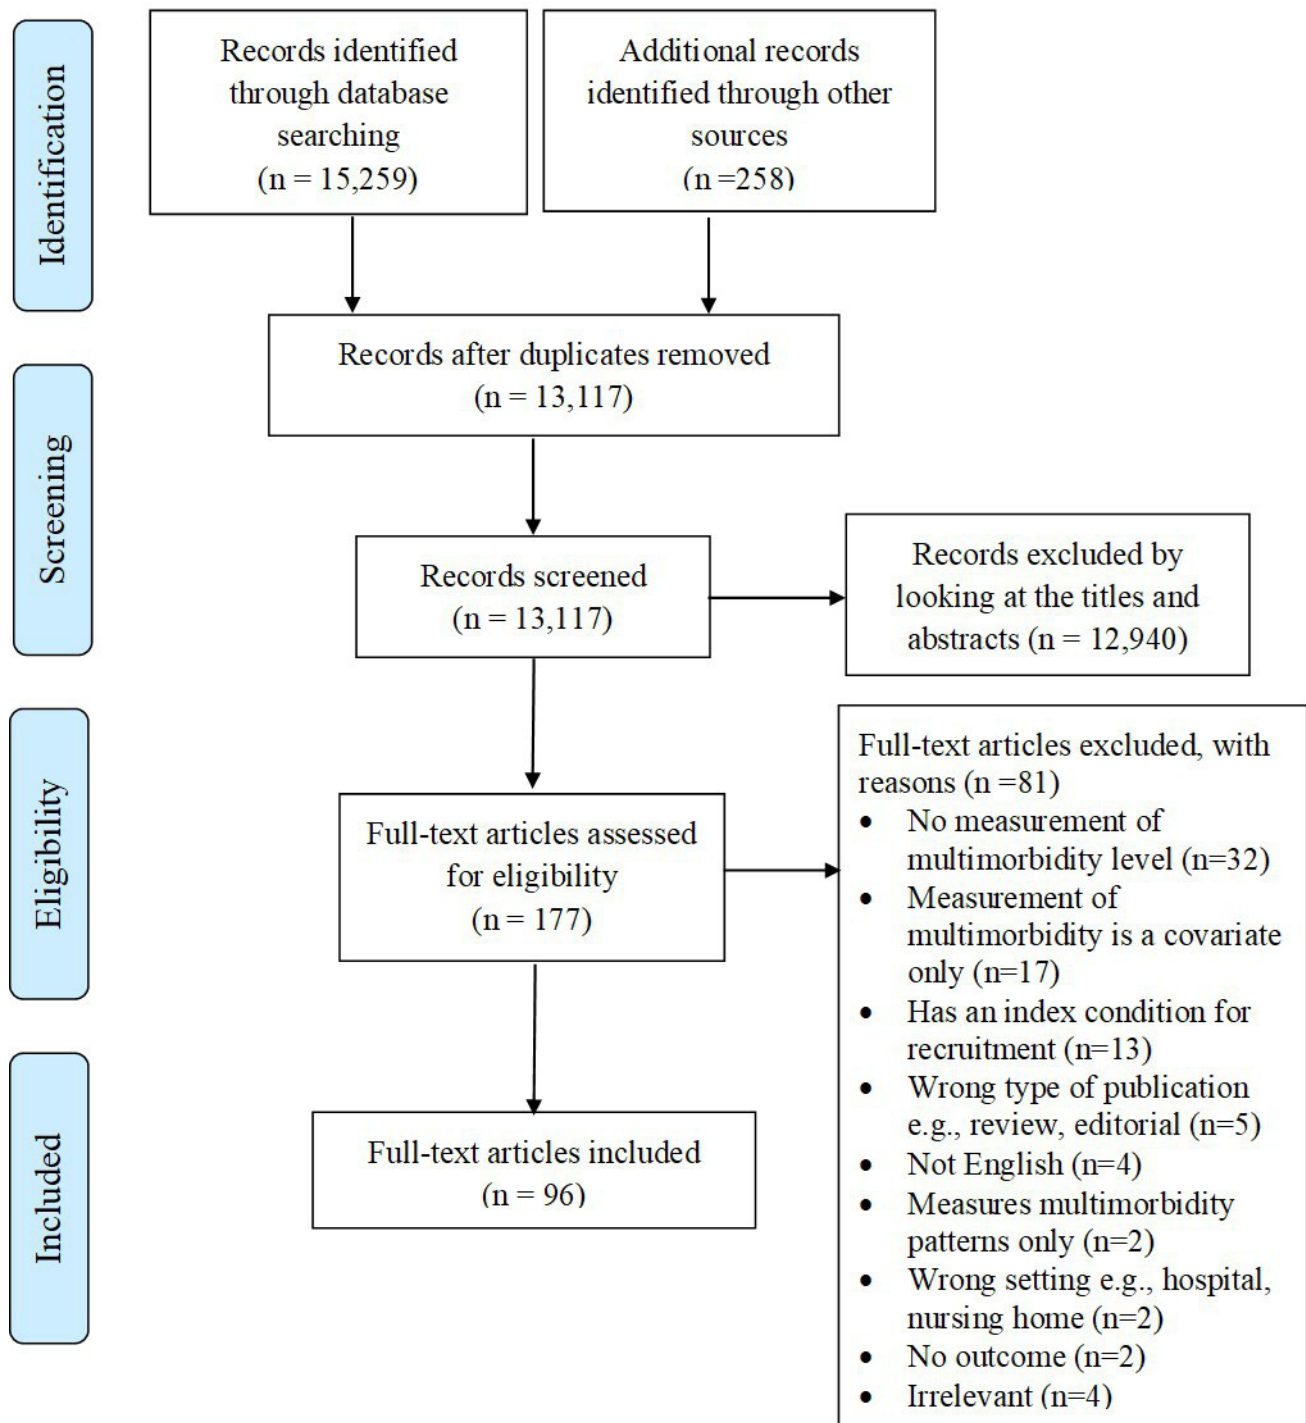 Identification
Records identified
through database
searching
(n = 15,259)
Additional records
identified through other
sources
(n =258)
Records after duplicates removed
(n = 13,117)
Screening
Records screened
(n = 13,117)
Records excluded by
looking at the titles and
abstracts (n = 12,940)
Eligibility
Full-text articles assessed
for eligibility
(n = 177)
Full-text articles excluded, with
reasons (n =81)
• No measurement of
multimorbidity level (n=32)
• Measurement of
multimorbidity is a covariate
only (n=17)
• Has an index condition for
recruitment (n=13)
• Wrong type of publication
e.g., review, editorial (n=5)
• Not English (n=4)
• Measures multimorbidity
patterns only (n=2)
• Wrong setting e.g., hospital,
nursing home (n=2)
• No outcome (n=2)
• Irrelevant (n=4)
Included
Full-text articles included
(n = 96)